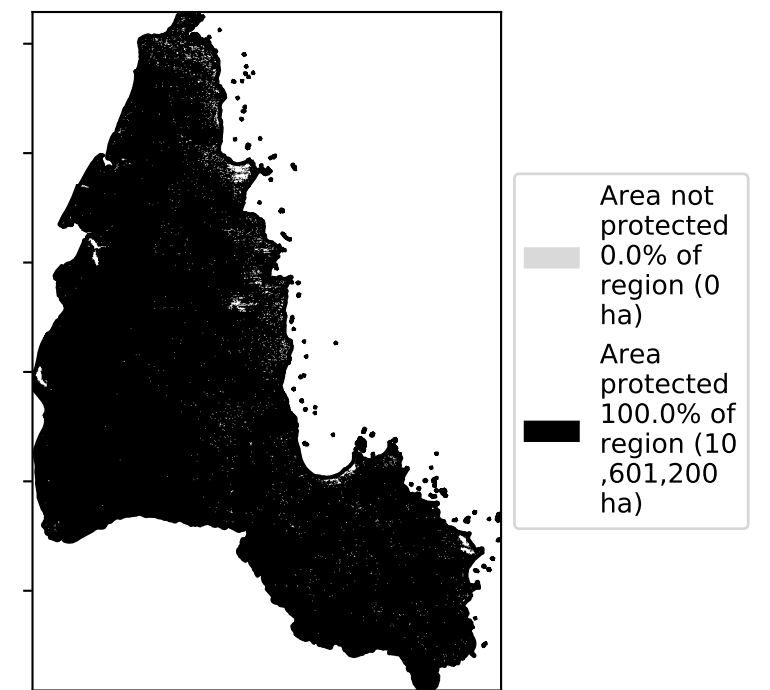 Area not
protected
0.0% of
region (0
ha)
Area
protected
100.0% of
region (10
,601,200
ha)